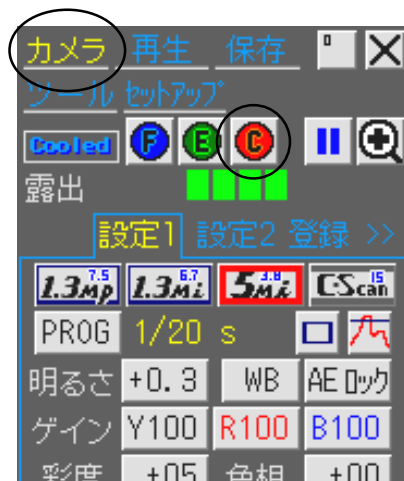 カメラ 再生 保存
ツール セットアップ
Cooled F E C
露出
設定1 設定2 登録 >>
1.3Mp 7.5 1.3Mi 6.7 5Mi 3.8 C-Scan 15
PROG 1/20 s
明るさ +0.3 WB AEロック
ゲイン Y100 R100 B100
彩度 +05 色相 +00